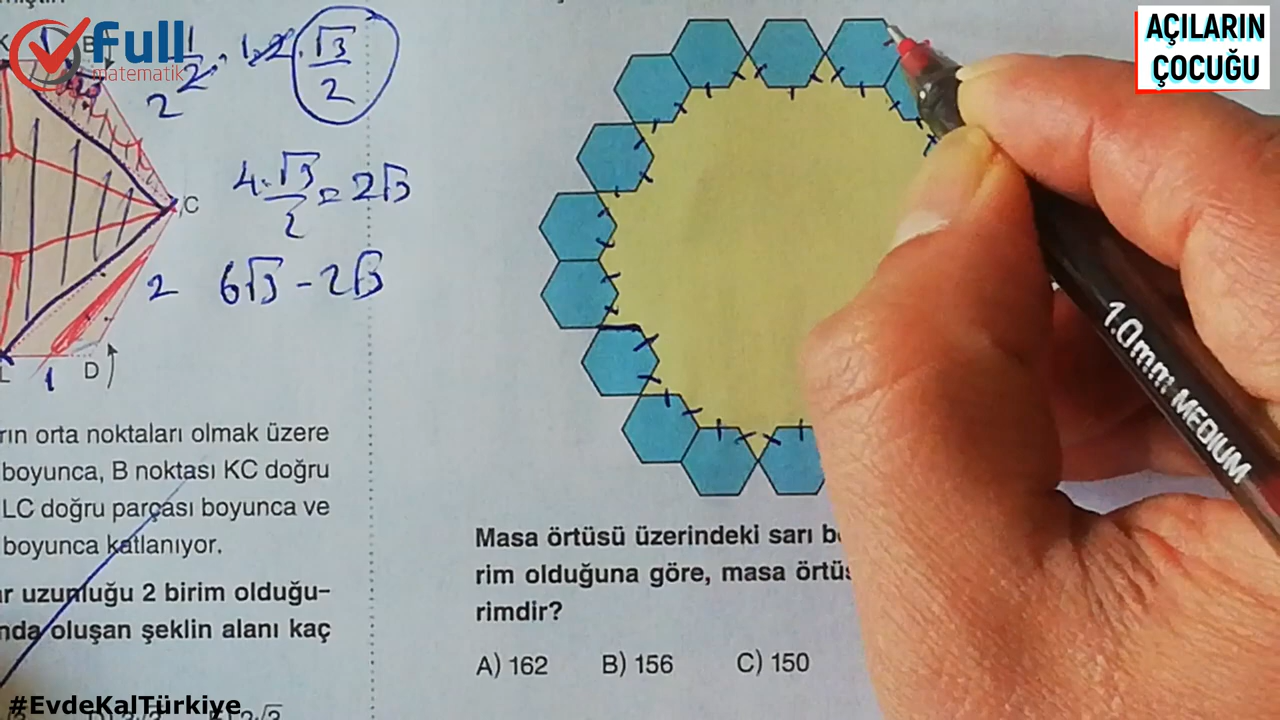 Full
matematik
AÇILARIN
ÇOCUĞU
C
D
1
2
6√3 - 2√3
4.√3/2 = 2√3
rın orta noktaları olmak üzere
boyunca, B noktası KC doğru
LC doğru parçası boyunca ve
boyunca katlanıyor.
ar uzunluğu 2 birim olduğu-
nda oluşan şeklin alanı kaç
Masa örtüsü üzerindeki sarı b
rim olduğuna göre, masa örtüs
rimdir?
A) 162 B) 156 C) 150
1.0mm MEDIUM
#EvdeKalTürkiye